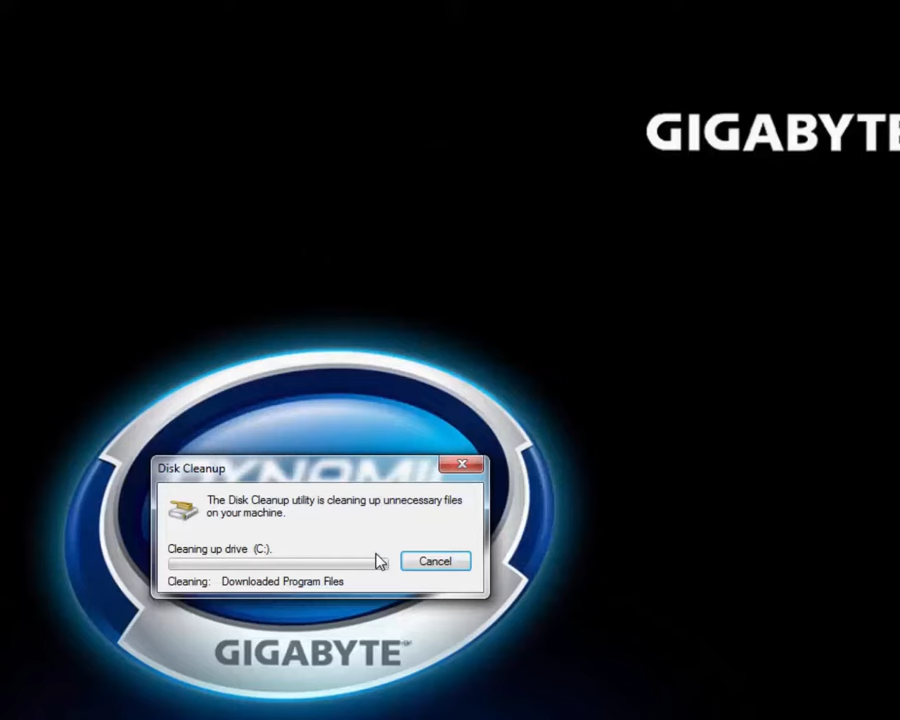 GIGABYTE
Disk Cleanup
The Disk Cleanup utility is cleaning up unnecessary files
on your machine.
Cleaning up drive (C:).
Cancel
Cleaning: Downloaded Program Files
GIGABYTE